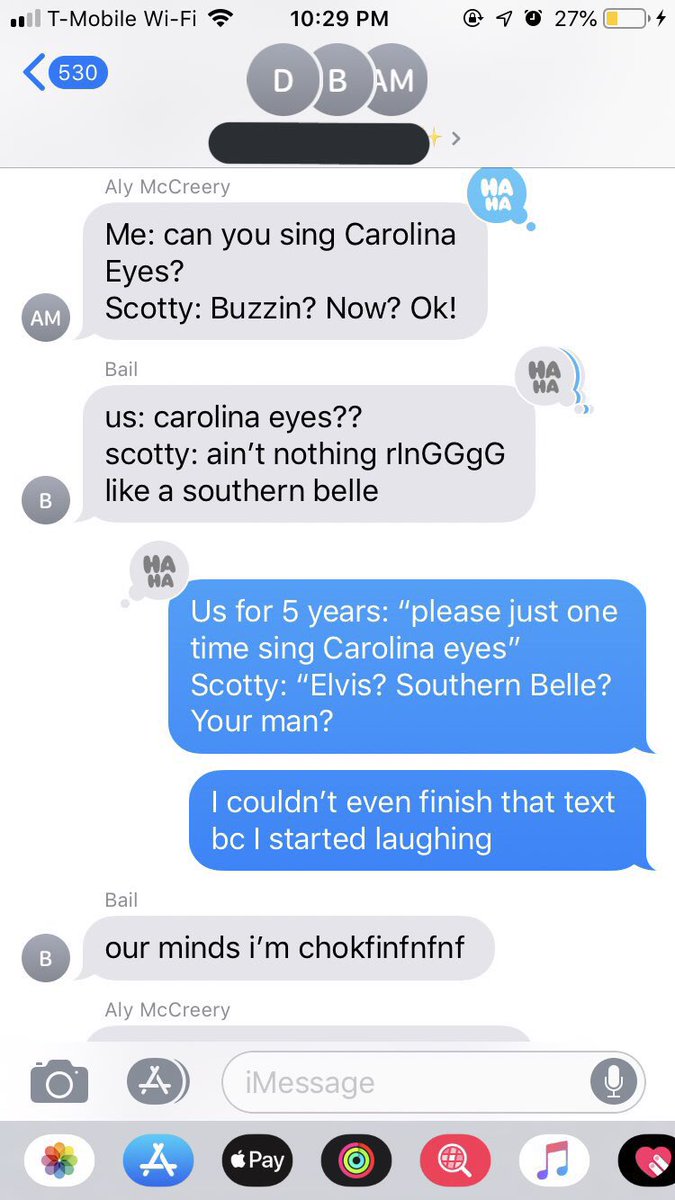 T-Mobile Wi-Fi 10:29 PM 27%
530
D B AM
Aly McCreery
HA
HA
Me: can you sing Carolina
Eyes?
Scotty: Buzzin? Now? Ok!
AM
Bail
HA
HA
us: carolina eyes??
scotty: ain’t nothing rInGGgG
like a southern belle
B
HA
HA
Us for 5 years: “please just one
time sing Carolina eyes”
Scotty: “Elvis? Southern Belle?
Your man?
I couldn’t even finish that text
bc I started laughing
Bail
our minds i’m chokfinfnfnf
B
Aly McCreery
iMessage
Pay